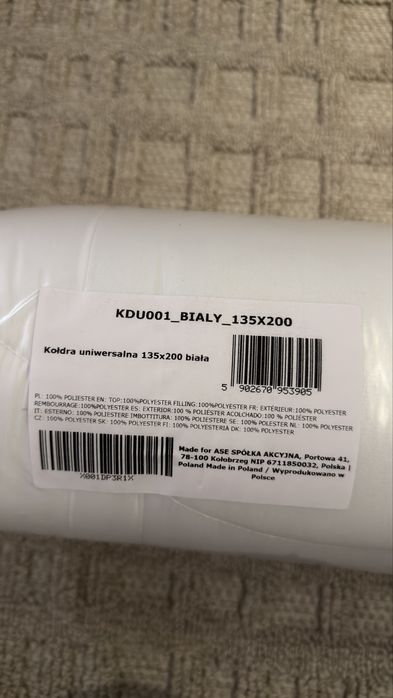 KDU001_BIALY_135X200
Kołdra uniwersalna 135x200 biała
5 902670 953905
PL: 100% POLIESTER EN: TOP:100%POLYESTER FILLING:100%POLYESTER FR: EXTÉRIEUR:100% POLYESTER
REMBOURRAGE:100%POLYESTER ES: EXTERIOR:100 % POLIÉSTER ACOLCHADO:100 % POLIÉSTER
IT: ESTERNO: 100% POLIESTERE IMBOTTITURA: 100% POLIESTERE SE: 100% POLESTER NL: 100% POLYESTER
CZ: 100% POLYESTER SK: 100% POLYESTER FI: 100% POLYESTERIA DK: 100% POLYESTER
X001DP3R1X
Made for ASE SPÓŁKA AKCYJNA, Portowa 41,
78-100 Kołobrzeg NIP 6711850032, Polska |
Poland Made in Poland / Wyprodukowano w
Polsce